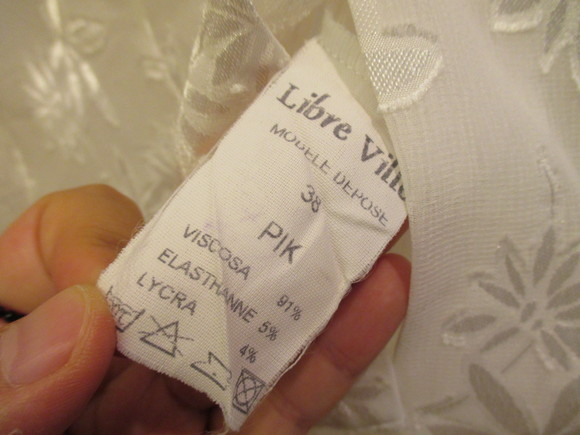 Libre
MODELE DEPOSE
38
PIK
VISCOSA 91%
ELASTHANNE 5%
LYCRA 4%